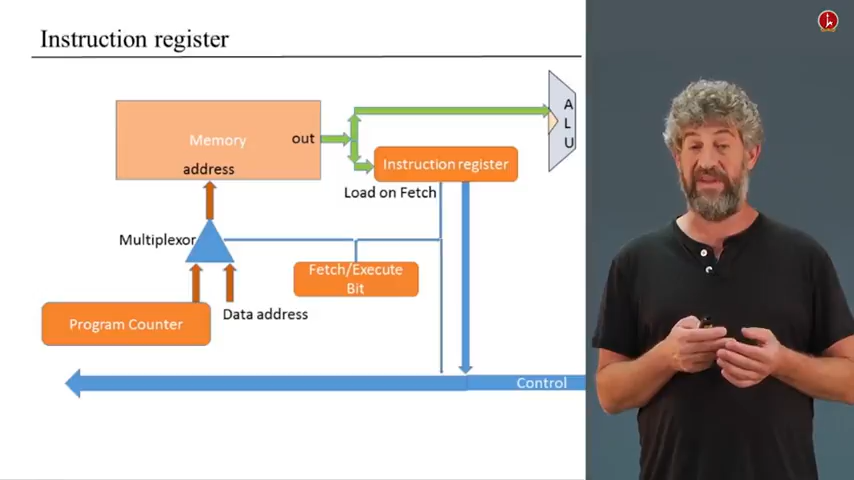 Instruction register
Memory
out
address
A
L
U
Instruction register
Load on Fetch
Multiplexor
Fetch/Execute
Bit
Data address
Program Counter
Control